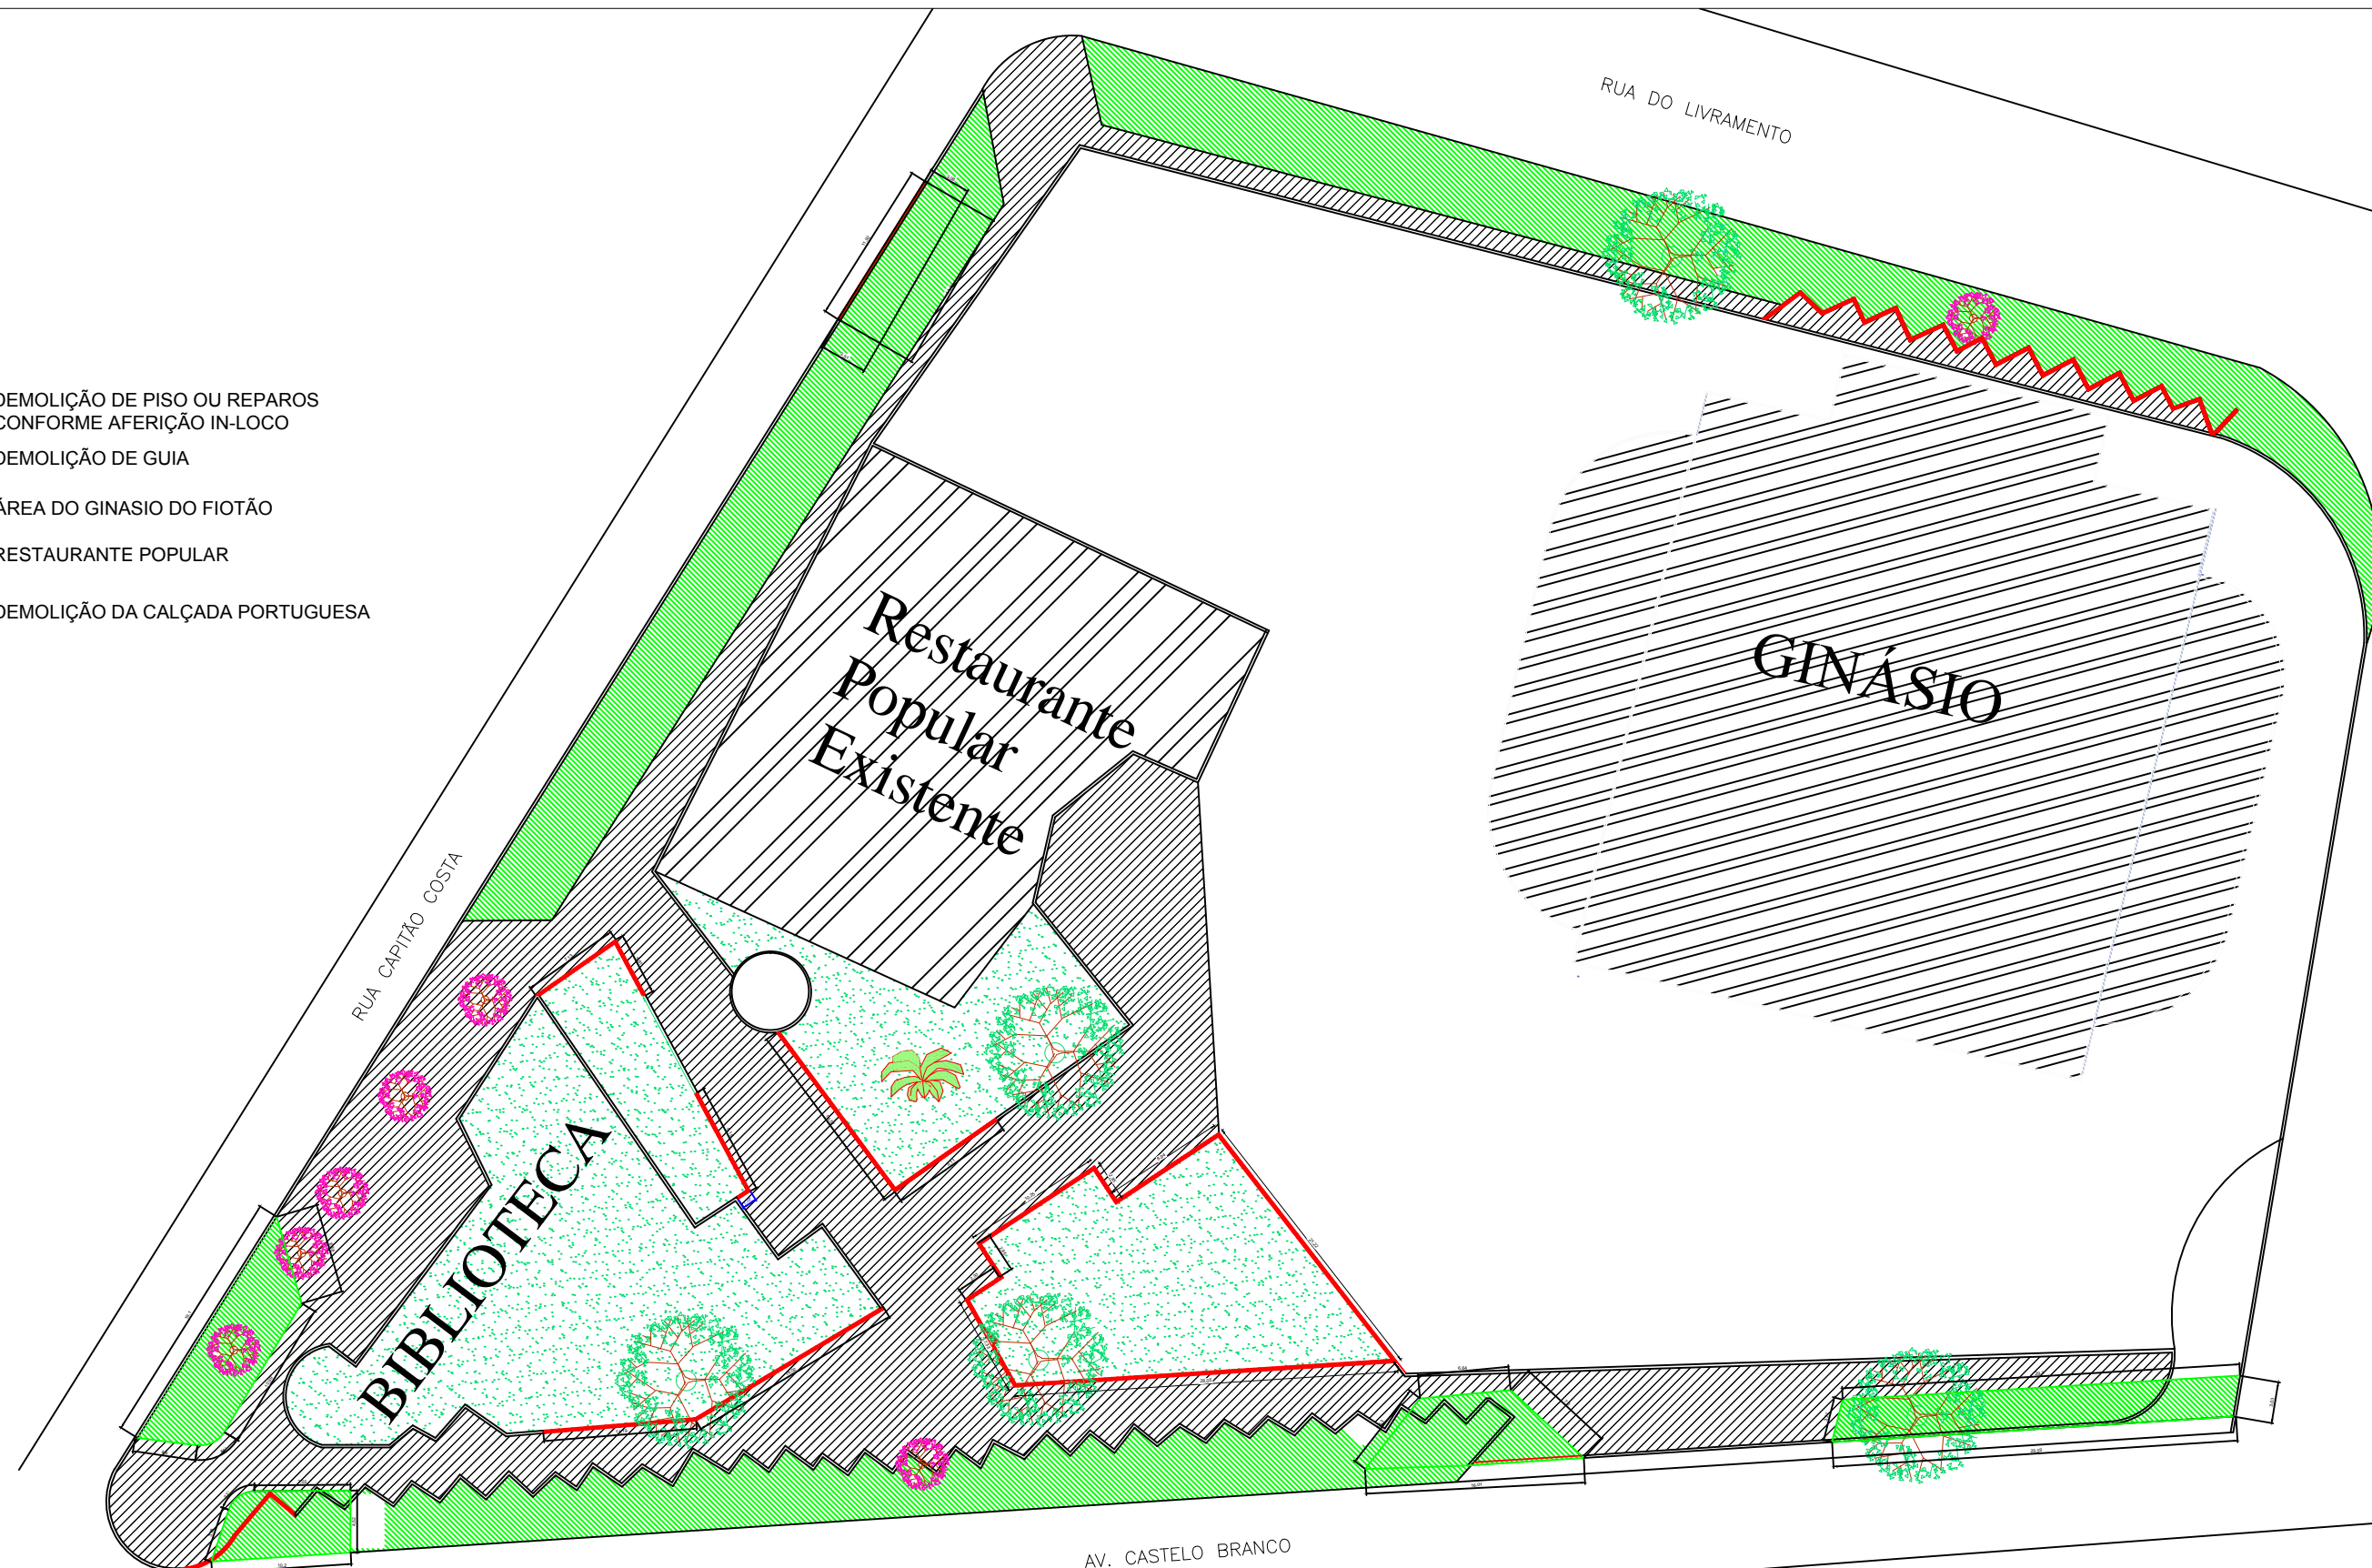 RUA DO LIVRAMENTO
DEMOLIÇÃO DE PISO OU REPAROS
CONFORME AFERIÇÃO IN-LOCO
DEMOLIÇÃO DE GUIA
ÁREA DO GINASIO DO FIOTÃO
RESTAURANTE POPULAR
DEMOLIÇÃO DA CALÇADA PORTUGUESA
Restaurante
Popular
Existente
GINÁSIO
RUA CAPITÃO COSTA
BIBLIOTECA
AV. CASTELO BRANCO